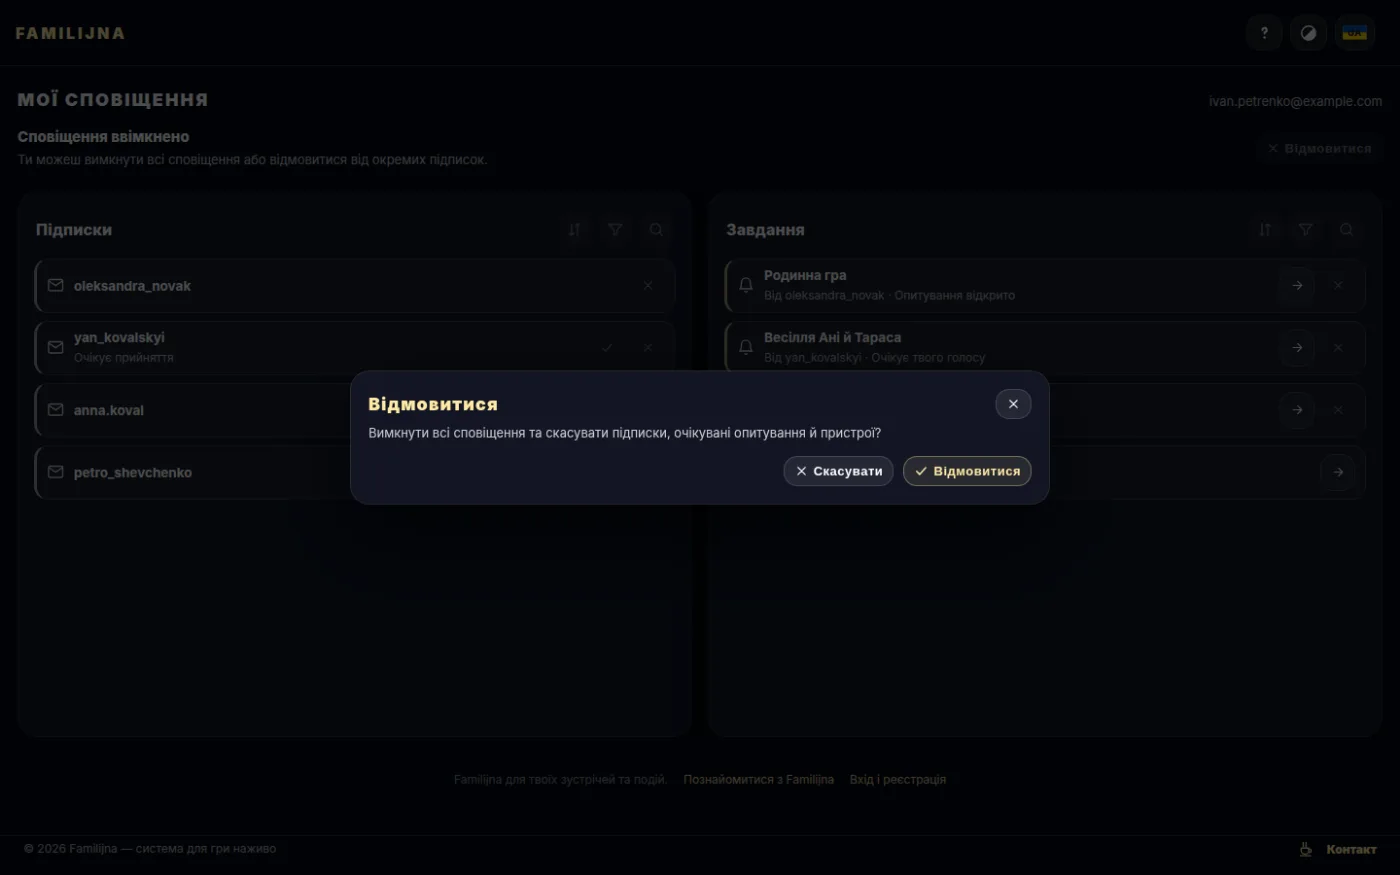 FAMILIJNA
?
UA
МОЇ СПОВІЩЕННЯ
ivan.petrenko@example.com
Сповіщення ввімкнено
Ти можеш вимкнути всі сповіщення або відмовитися від окремих підписок.
Відмовитися
Підписки
oleksandra_novak
yan_kovalskyi
Очікує прийняття
anna.koval
petro_shevchenko
Завдання
Родинна гра
Від oleksandra_novak · Опитування відкрито
Весілля Ані й Тараса
Від yan_kovalskyi · Очікує твого голосу
Відмовитися
Вимкнути всі сповіщення та скасувати підписки, очікувані опитування й пристрої?
Скасувати
Відмовитися
Familijna для твоїх зустрічей та подій. Познайомитися з Familijna Вхід і реєстрація
© 2026 Familijna — система для гри наживо
Контакт